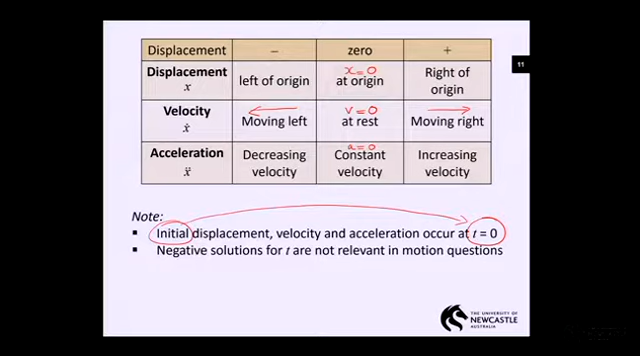 Displacement – zero +
Displacement x=0 Right of
x left of origin at origin origin
Velocity v=0
ẋ Moving left at rest Moving right
Acceleration Decreasing a=0 Constant Increasing
ẍ velocity velocity velocity
Note:
▪ Initial displacement, velocity and acceleration occur at t = 0
▪ Negative solutions for t are not relevant in motion questions
11
THE UNIVERSITY OF
NEWCASTLE
AUSTRALIA